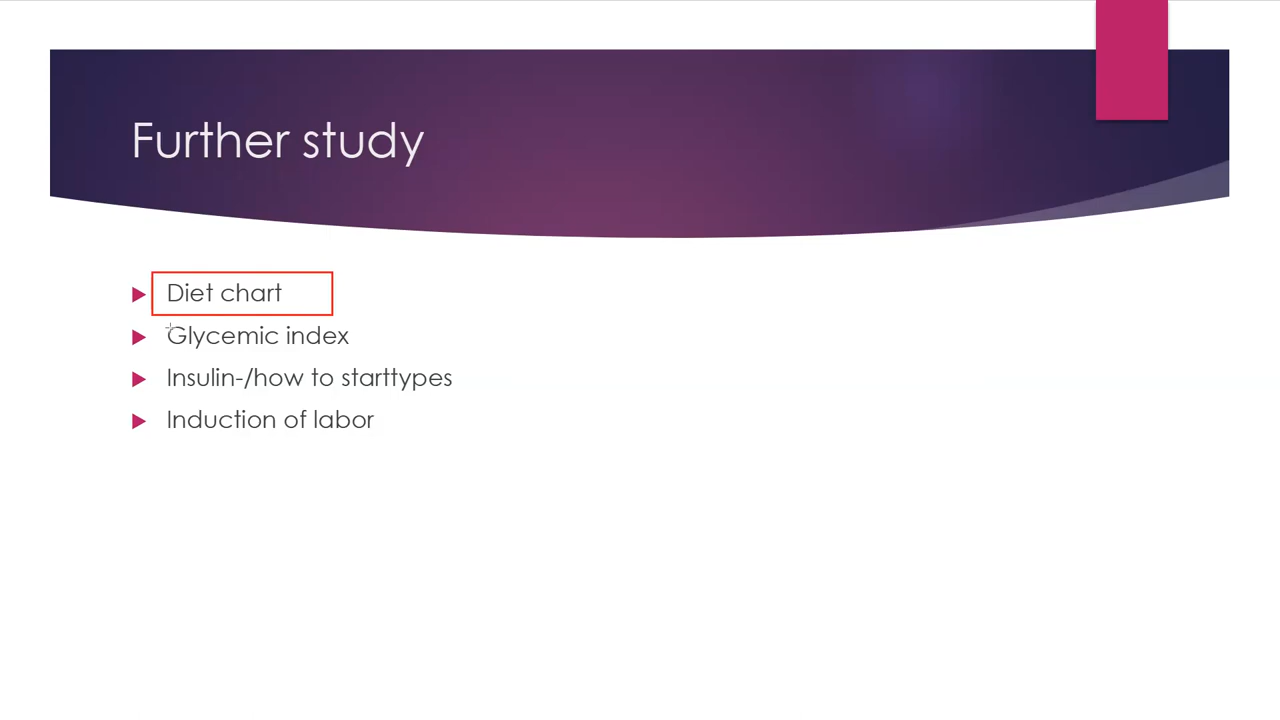 Further study
Diet chart
Glycemic index
Insulin-/how to starttypes
Induction of labor